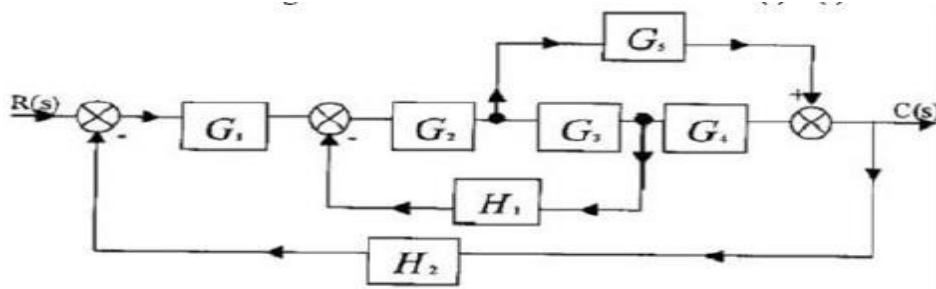 G₅
R(s) + C(s)
G₁ G₂ G₃ G₄
- -
H₁
H₂